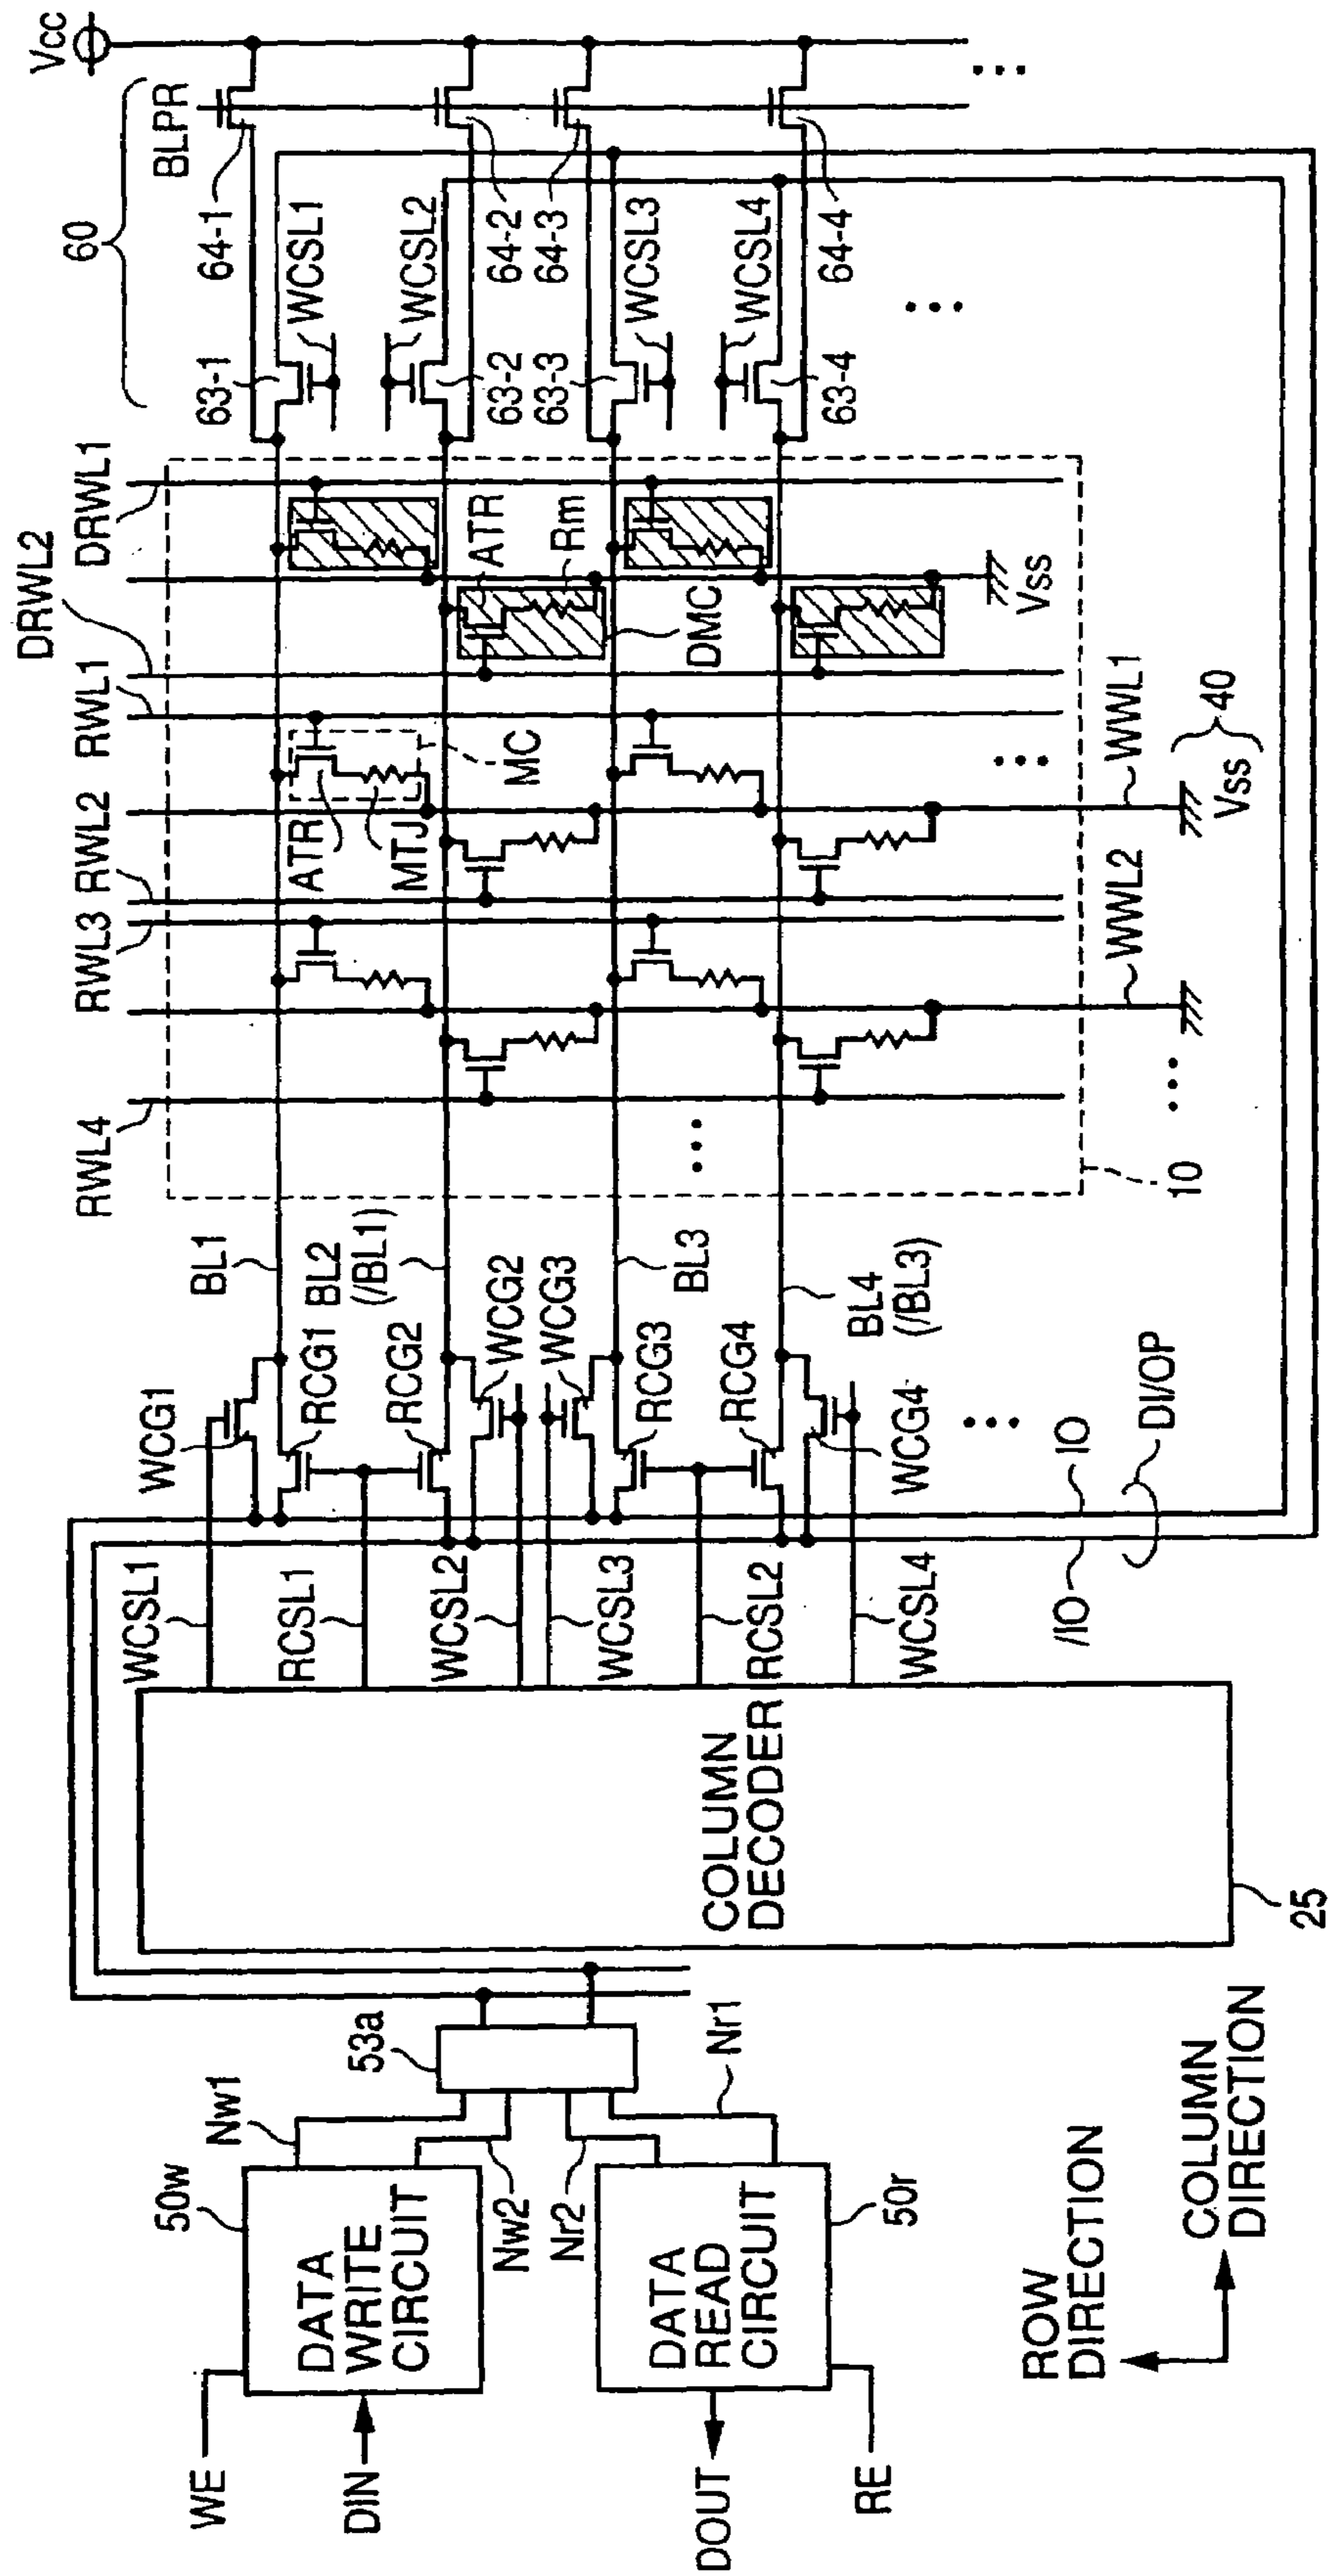 Vcc
60
BLPR
64-1
WCSL1
WCSL2
64-2
64-3
WCSL3
WCSL4
64-4
63-1
63-2
63-3
63-4
DRWL1
DRWL2
RWL1
RWL2
RWL3
RWL4
ATR
Rm
DMC
Vss
ATR
MTJ
MC
WWL1
40
Vss
WWL2
10
BL1
BL2
(/BL1)
BL3
BL4
(/BL3)
WCG1
RCG1
RCG2
WCG2
WCG3
RCG3
RCG4
WCG4
IO
/IO
DI/OP
WCSL1
RCSL1
WCSL2
WCSL3
RCSL2
WCSL4
COLUMN
DECODER
25
53a
Nw1
Nw2
Nr2
Nr1
50w
DATA
WRITE
CIRCUIT
50r
DATA
READ
CIRCUIT
WE
DIN
DOUT
RE
ROW
DIRECTION
COLUMN
DIRECTION